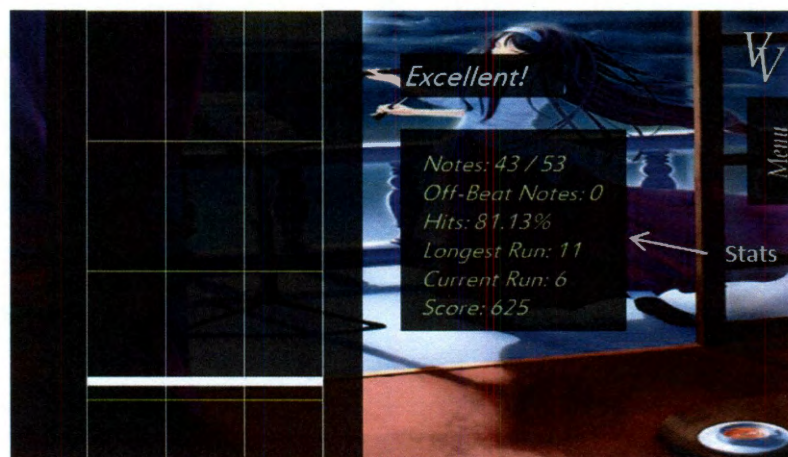 VV
Excellent!
Menu
Notes: 43 / 53
Off-Beat Notes: 0
Hits: 81.13%
Longest Run: 11
Current Run: 6
Score: 625
Stats